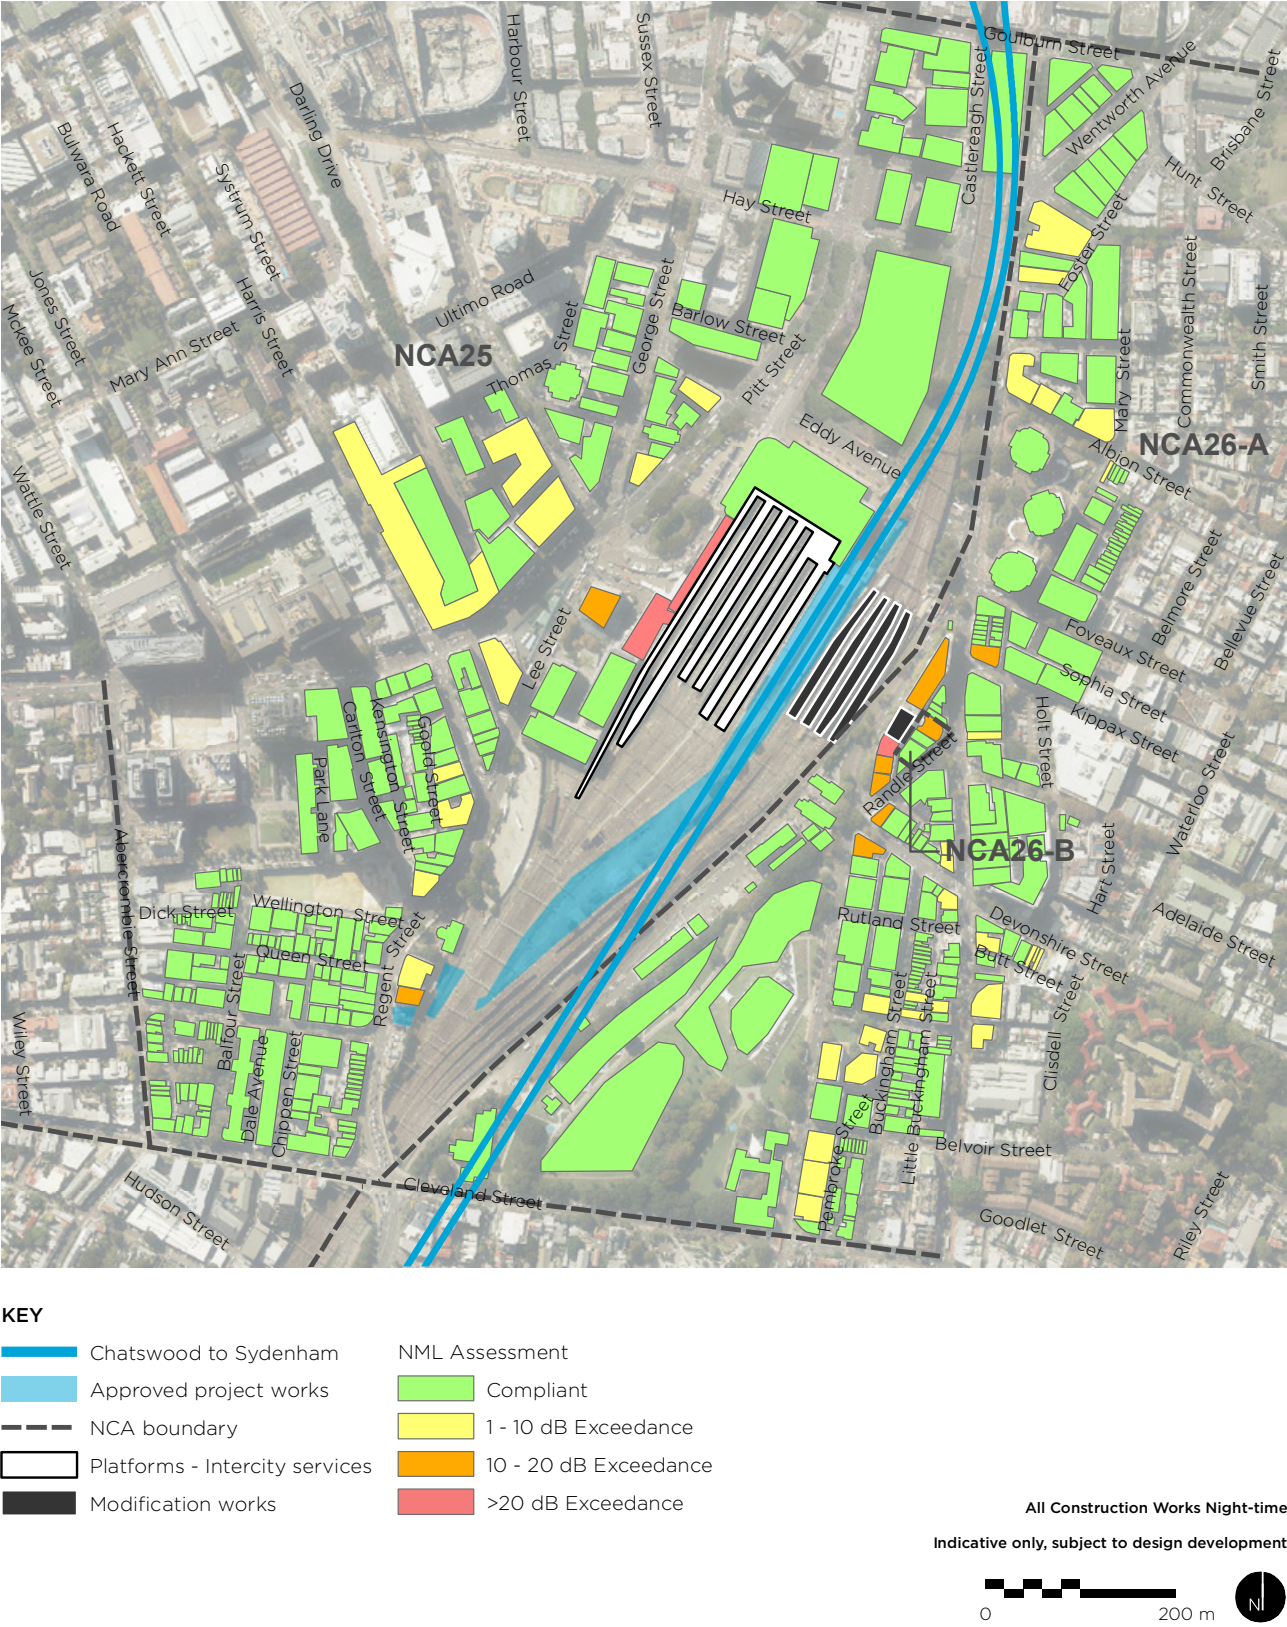 Goulburn Street
Harbour Street
Sussex Street
Castlereagh Street
Wentworth Avenue
Brisbane Street
Darling Drive
Bulwara Road
Hackett Street
Systrum Street
Hunt Street
Hay Street
Foster Street
Jones Street
Mckee Street
Mary Ann Street
Harris Street
Ultimo Road
Thomas Street
George Street
Barlow Street
Pitt Street
Commonwealth Street
Smith Street
Mary Street
NCA25
Eddy Avenue
NCA26-A
Albion Street
Wattle Street
Belmore Street
Bellevue Street
Lee Street
Foveaux Street
Sophia Street
Kippax Street
Holt Street
Carlton Street
Kensington Street
Goold Street
Park Lane
Randle Street
Waterloo Street
NCA26-B
Abercrombie Street
Hart Street
Dick Street
Wellington Street
Queen Street
Regent Street
Rutland Street
Devonshire Street
Butt Street
Adelaide Street
Balfour Street
Wiley Street
Dale Avenue
Chippen Street
Buckingham Street
Little Buckingham Street
Clisdell Street
Pembroke Street
Belvoir Street
Hudson Street
Cleveland Street
Goodlet Street
Riley Street
KEY
Chatswood to Sydenham
Approved project works
NCA boundary
Platforms - Intercity services
Modification works
NML Assessment
Compliant
1 - 10 dB Exceedance
10 - 20 dB Exceedance
>20 dB Exceedance
All Construction Works Night-time
Indicative only, subject to design development
0 200 m
N